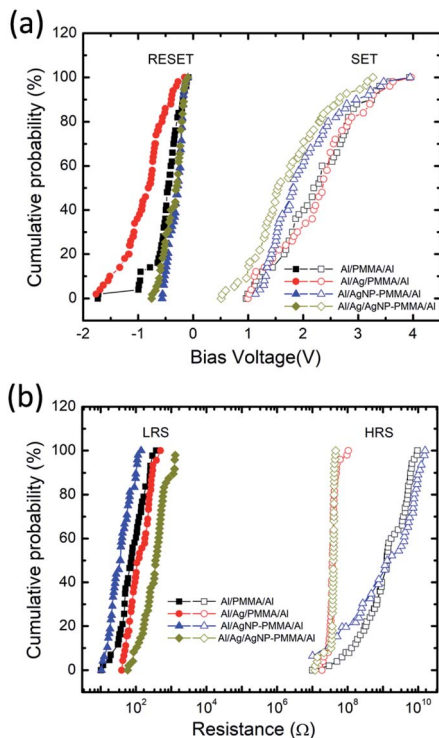 (a)
RESET
SET
Cumulative probability (%)
120
100
80
60
40
20
0
Al/PMMA/Al
Al/Ag/PMMA/Al
Al/AgNP-PMMA/Al
Al/Ag/AgNP-PMMA/Al
-2
-1
0
1
2
3
4
Bias Voltage(V)
(b)
LRS
HRS
Cumulative probability (%)
120
100
80
60
40
20
0
Al/PMMA/Al
Al/Ag/PMMA/Al
Al/AgNP-PMMA/Al
Al/Ag/AgNP-PMMA/Al
10²
10⁴
10⁶
10⁸
10¹⁰
Resistance (Ω)